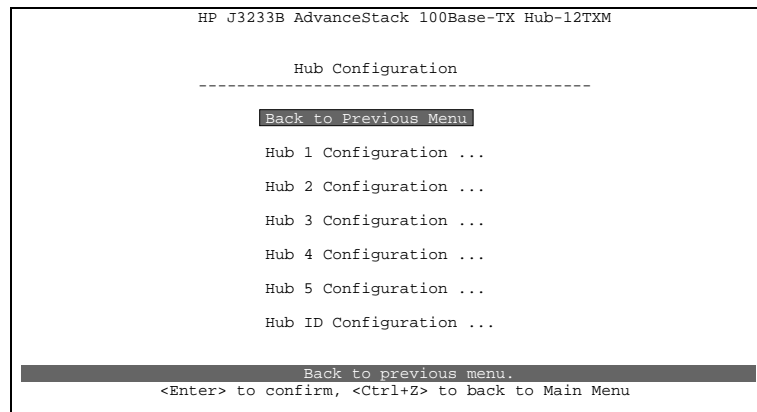 HP J3233B AdvanceStack 100Base-TX Hub-12TXM
Hub Configuration
-----------------------------------------
Back to Previous Menu
Hub 1 Configuration ...
Hub 2 Configuration ...
Hub 3 Configuration ...
Hub 4 Configuration ...
Hub 5 Configuration ...
Hub ID Configuration ...
Back to previous menu.
<Enter> to confirm, <Ctrl+Z> to back to Main Menu